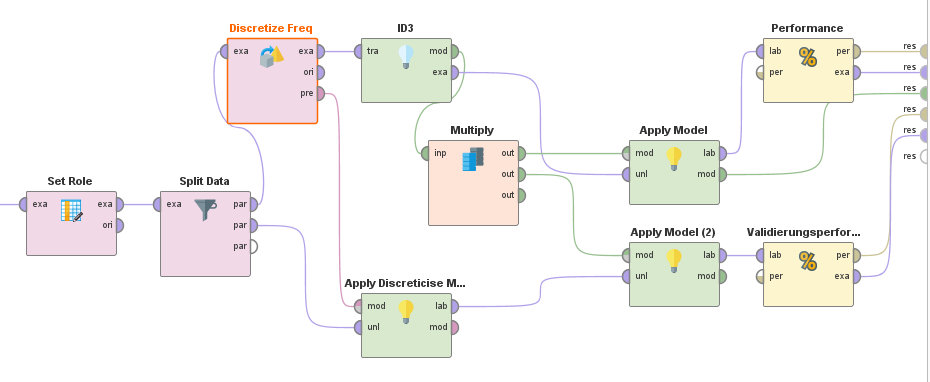 Discretize Freq
exa
exa
ori
pre
ID3
tra
mod
exa
Performance
lab
per
per
exa
res
res
res
res
res
res
Multiply
inp
out
out
out
Apply Model
mod
unl
lab
mod
Set Role
exa
exa
ori
Split Data
exa
par
par
par
Apply Model (2)
mod
unl
lab
mod
Validierungsperfor...
lab
per
per
exa
Apply Discreticise M...
mod
unl
lab
mod